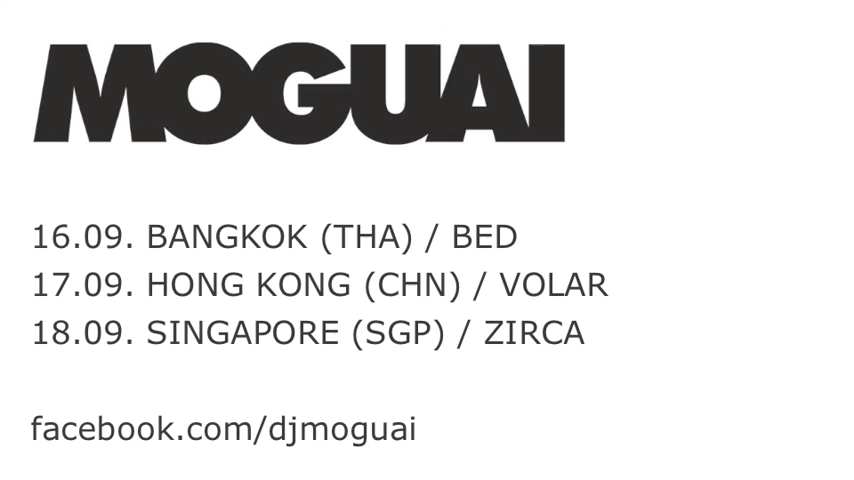 MOGUAI
16.09. BANGKOK (THA) / BED
17.09. HONG KONG (CHN) / VOLAR
18.09. SINGAPORE (SGP) / ZIRCA
facebook.com/djmoguai